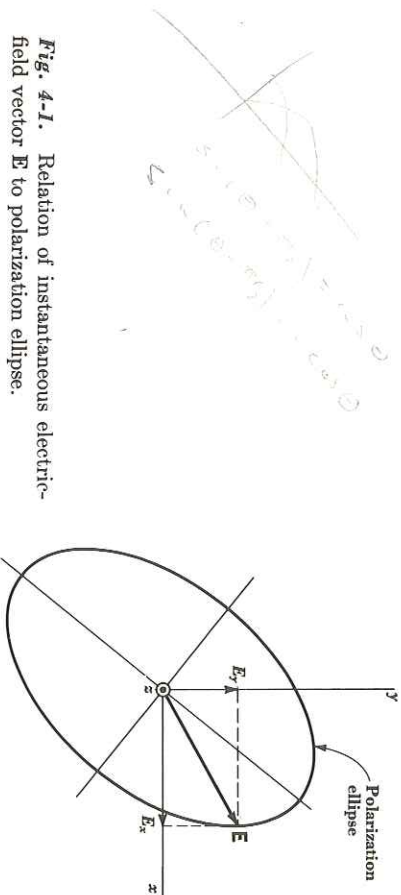 Fig. 4-1. Relation of instantaneous electric-
field vector E to polarization ellipse.
y
Polarization
ellipse
E_y
E
z
E_x
x